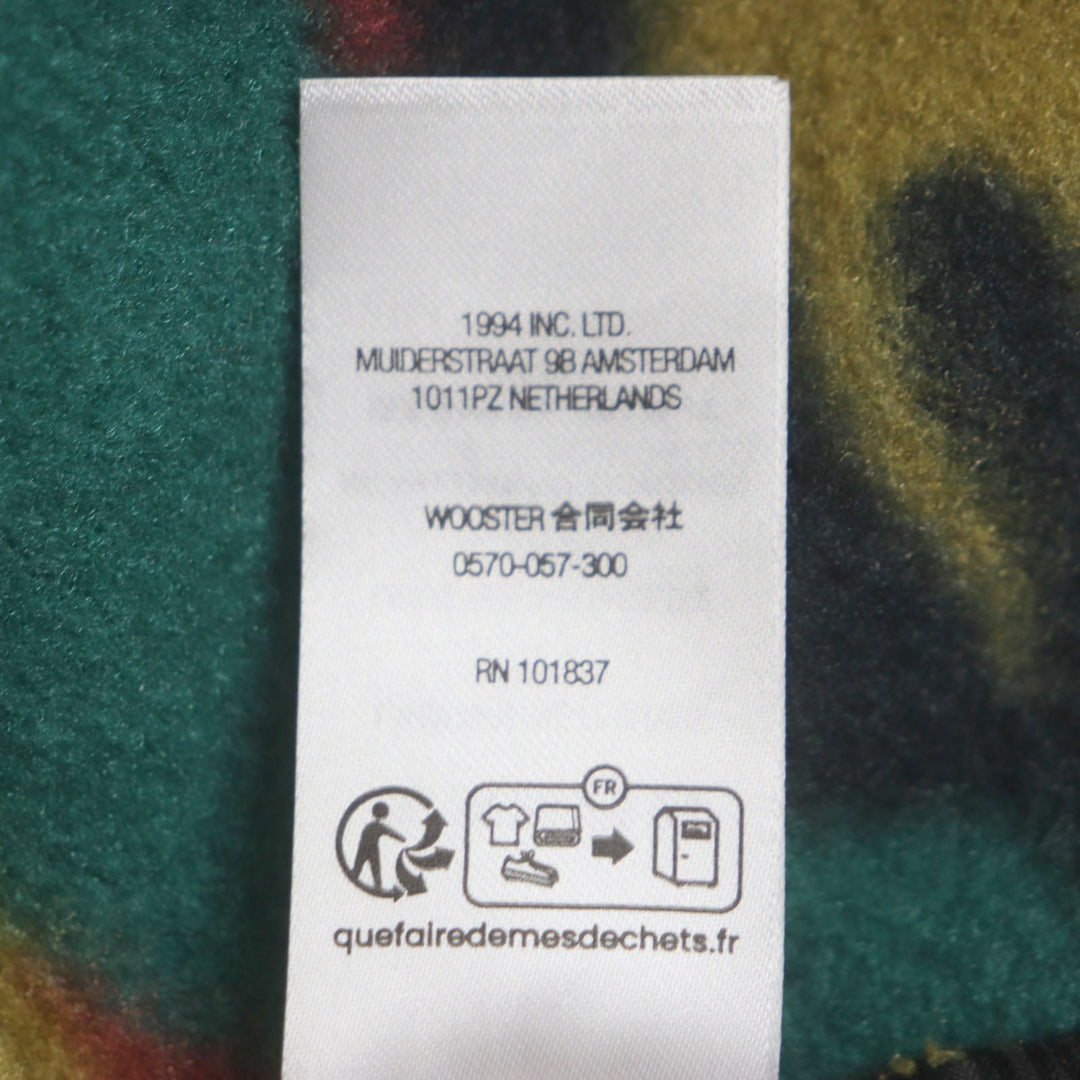 1994 INC. LTD.
MUIDERSTRAAT 9B AMSTERDAM
1011PZ NETHERLANDS
WOOSTER 合同会社
0570-057-300
RN 101837
FR
quefairedemesdechets.fr